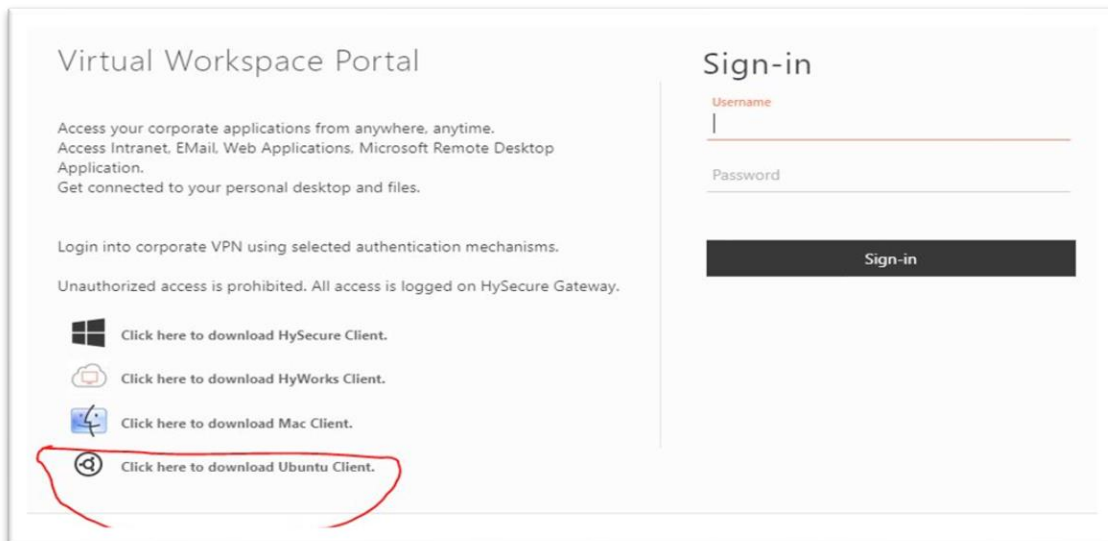 Virtual Workspace Portal
Access your corporate applications from anywhere, anytime.
Access Intranet, EMail, Web Applications, Microsoft Remote Desktop
Application.
Get connected to your personal desktop and files.
Login into corporate VPN using selected authentication mechanisms.
Unauthorized access is prohibited. All access is logged on HySecure Gateway.
Click here to download HySecure Client.
Click here to download HyWorks Client.
Click here to download Mac Client.
Click here to download Ubuntu Client.
Sign-in
Username
Password
Sign-in